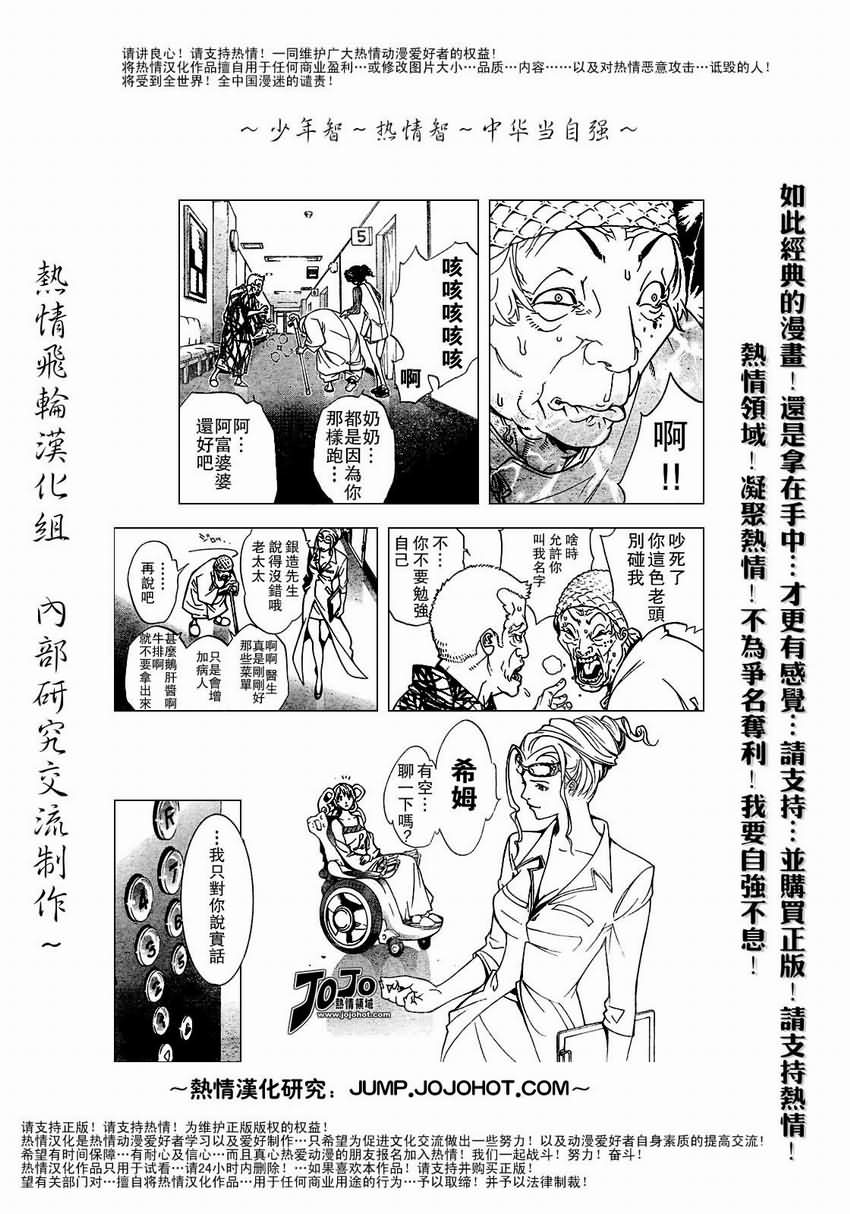 请讲良心！请支持热情！一同维护广大热情动漫爱好者的权益！
将热情汉化作品擅自用于任何商业盈利…或修改图片大小…品质…内容……以及对热情恶意攻击…诋毁的人！
将受到全世界！全中国漫迷的谴责！
～少年智～热情智～中华当自强～
如此經典的漫畫！還是拿在手中…才更有感覺…請支持…並購買正版！請支持熱情！
熱情領域！凝聚熱情！不為爭名奪利！我要自強不息！
熱情飛輪漢化組 內部研究交流制作～
啊!!
5
咳咳咳咳咳
啊
奶奶…
都是因為你
那樣跑…
阿…
阿富婆婆
還好吧
吵死了
你這色老頭
別碰我
啥時
允許你
叫我名字
不…
你不要勉強
自己
銀造先生
說得沒錯哦
老太太
……
再說吧
啊啊 醫生
真是剛剛好
那些菜單
只是會增
加病人
甚麼鵝肝醬啊
牛排啊
就不要拿出來
希姆
有空…
聊一下嗎？
…我只對你說實話
R
7
4
5
6
2
3
JOJO
熱情領域
www.jojohot.com
～熱情漢化研究：JUMP.JOJOHOT.COM～
请支持正版！请支持热情！为维护正版版权的权益！
热情汉化是热情动漫爱好者学习以及爱好制作…只希望为促进文化交流做出一些努力！以及动漫爱好者自身素质的提高交流！
希望有时间保障…有耐心及信心…而且真心热爱动漫的朋友报名加入热情！我们一起战斗！努力！奋斗！
热情汉化作品只用于试看…请24小时内删除！…如果喜欢本作品！请支持并购买正版！
望有关部门对…擅自将热情汉化作品…用于任何商业用途的行为…予以取缔！并予以法律制裁！